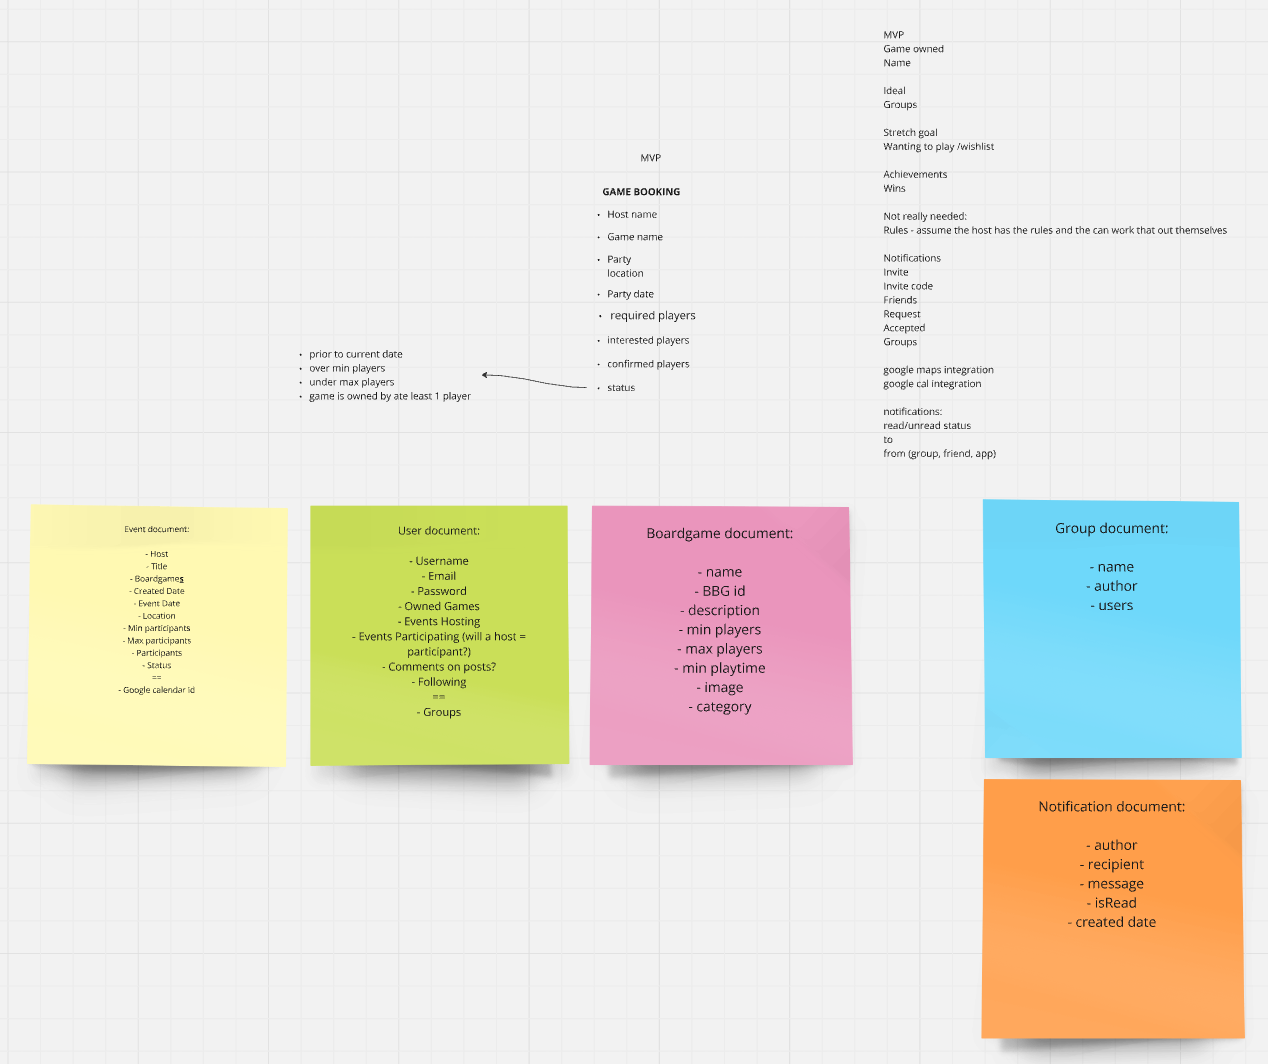 MVP
Game owned
Name
Ideal
Groups
Stretch goal
Wanting to play /wishlist
Achievements
Wins
Not really needed:
Rules - assume the host has the rules and the can work that out themselves
Notifications
Invite
Invite code
Friends
Request
Accepted
Groups
google maps integration
google cal integration
notifications:
read/unread status
to
from (group, friend, app)
MVP
GAME BOOKING
• Host name
• Game name
• Party
location
• Party date
• required players
• interested players
• confirmed players
• status
• prior to current date
• over min players
• under max players
• game is owned by ate least 1 player
Event document:
- Host
- Title
- Boardgames
- Created Date
- Event Date
- Location
- Min participants
- Max participants
- Participants
- Status
==
- Google calendar id
User document:
- Username
- Email
- Password
- Owned Games
- Events Hosting
- Events Participating (will a host =
participant?)
- Comments on posts?
- Following
==
- Groups
Boardgame document:
- name
- BBG id
- description
- min players
- max players
- min playtime
- image
- category
Group document:
- name
- author
- users
Notification document:
- author
- recipient
- message
- isRead
- created date